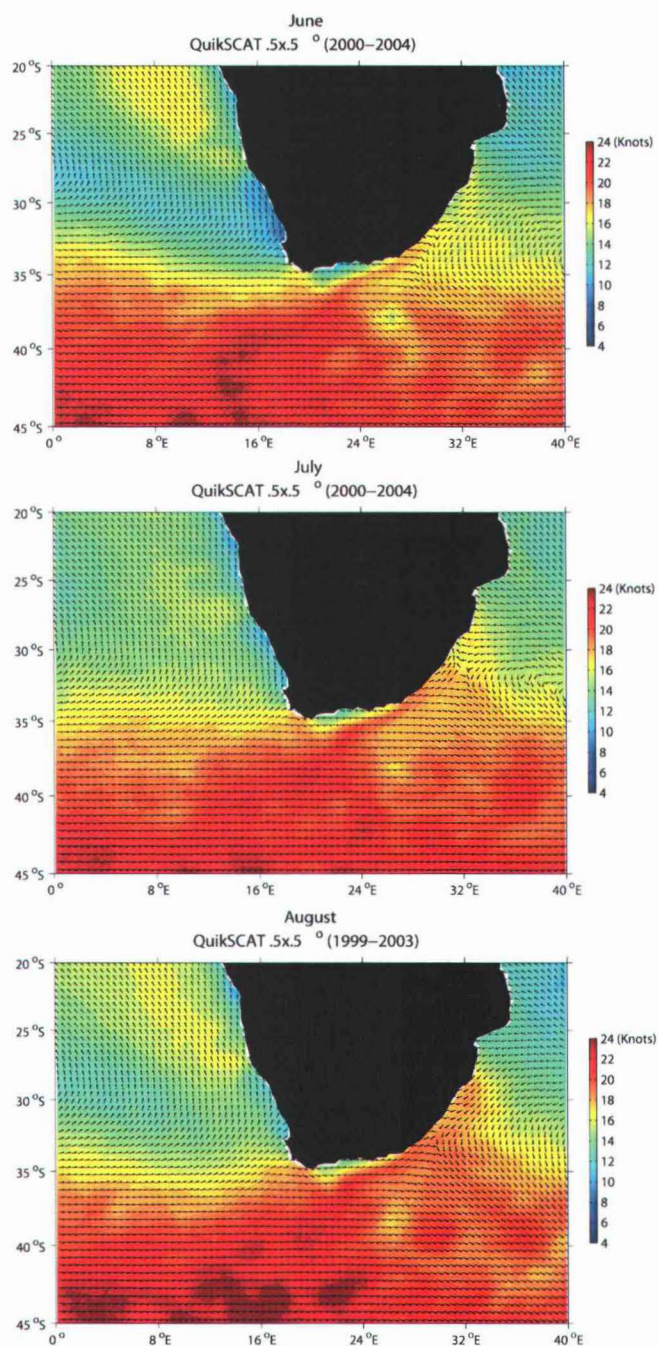 June
QuikSCAT .5x.5 ° (2000–2004)
20°S
25°S
30°S
35°S
40°S
45°S
0°
8°E
16°E
24°E
32°E
40°E
24 (Knots)
22
20
18
16
14
12
10
8
6
4
July
QuikSCAT .5x.5 ° (2000–2004)
20°S
25°S
30°S
35°S
40°S
45°S
0°
8°E
16°E
24°E
32°E
40°E
24 (Knots)
22
20
18
16
14
12
10
8
6
4
August
QuikSCAT .5x.5 ° (1999–2003)
20°S
25°S
30°S
35°S
40°S
45°S
0°
8°E
16°E
24°E
32°E
40°E
24 (Knots)
22
20
18
16
14
12
10
8
6
4